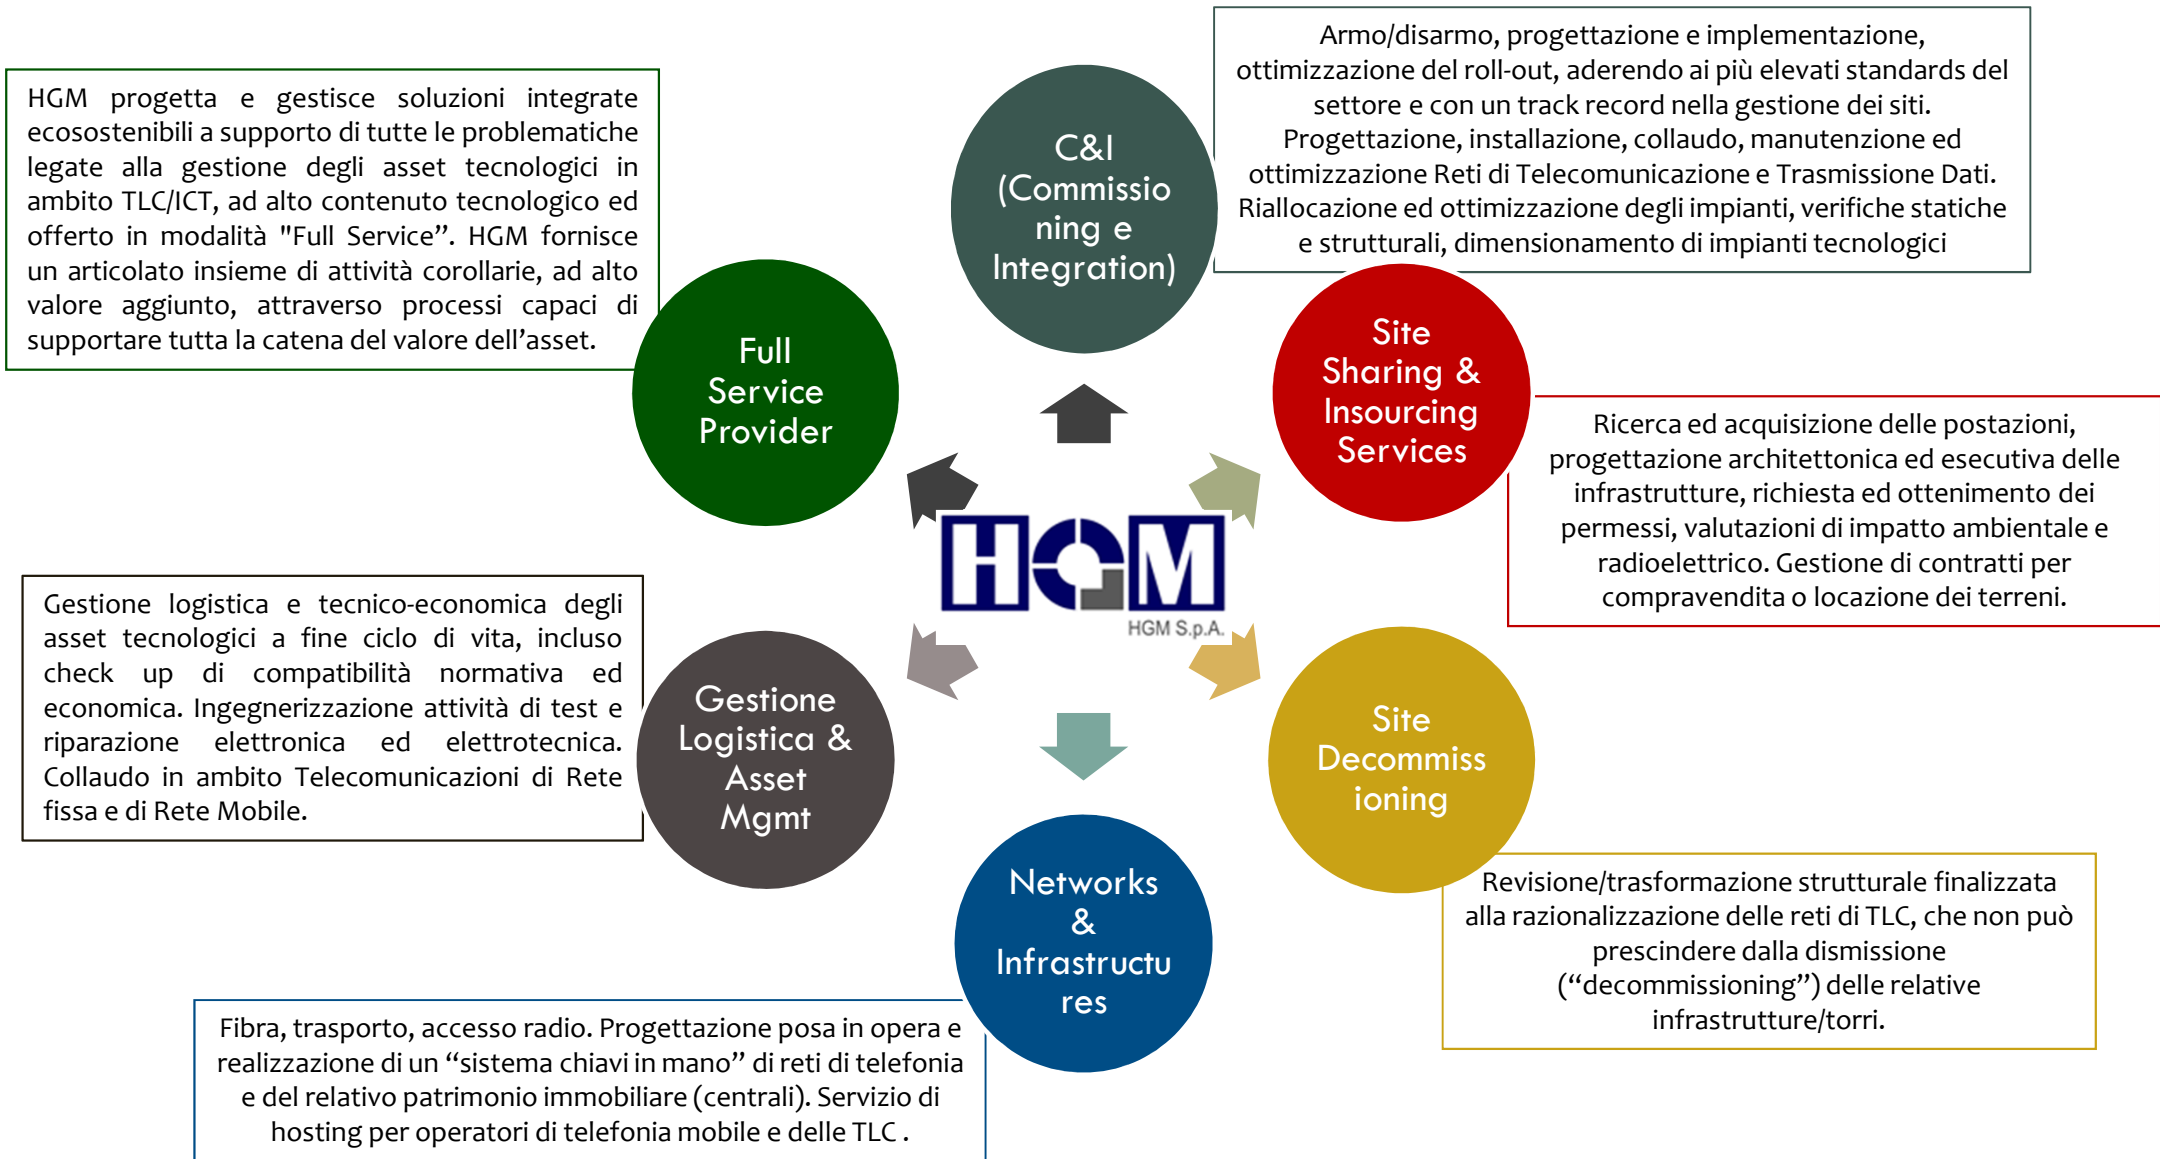 HGM progetta e gestisce soluzioni integrate
ecosostenibili a supporto di tutte le problematiche
legate alla gestione degli asset tecnologici in
ambito TLC/ICT, ad alto contenuto tecnologico ed
offerto in modalità "Full Service”. HGM fornisce
un articolato insieme di attività corollarie, ad alto
valore aggiunto, attraverso processi capaci di
supportare tutta la catena del valore dell’asset.
Full
Service
Provider
C&I
(Commissio
ning e
Integration)
Armo/disarmo, progettazione e implementazione,
ottimizzazione del roll-out, aderendo ai più elevati standards del
settore e con un track record nella gestione dei siti.
Progettazione, installazione, collaudo, manutenzione ed
ottimizzazione Reti di Telecomunicazione e Trasmissione Dati.
Riallocazione ed ottimizzazione degli impianti, verifiche statiche
e strutturali, dimensionamento di impianti tecnologici
Site
Sharing &
Insourcing
Services
Ricerca ed acquisizione delle postazioni,
progettazione architettonica ed esecutiva delle
infrastrutture, richiesta ed ottenimento dei
permessi, valutazioni di impatto ambientale e
radioelettrico. Gestione di contratti per
compravendita o locazione dei terreni.
HGM
HGM S.p.A.
Gestione logistica e tecnico-economica degli
asset tecnologici a fine ciclo di vita, incluso
check up di compatibilità normativa ed
economica. Ingegnerizzazione attività di test e
riparazione elettronica ed elettrotecnica.
Collaudo in ambito Telecomunicazioni di Rete
fissa e di Rete Mobile.
Gestione
Logistica &
Asset
Mgmt
Site
Decommiss
ioning
Revisione/trasformazione strutturale finalizzata
alla razionalizzazione delle reti di TLC, che non può
prescindere dalla dismissione
(“decommissioning”) delle relative
infrastrutture/torri.
Networks
&
Infrastructu
res
Fibra, trasporto, accesso radio. Progettazione posa in opera e
realizzazione di un “sistema chiavi in mano” di reti di telefonia
e del relativo patrimonio immobiliare (centrali). Servizio di
hosting per operatori di telefonia mobile e delle TLC .